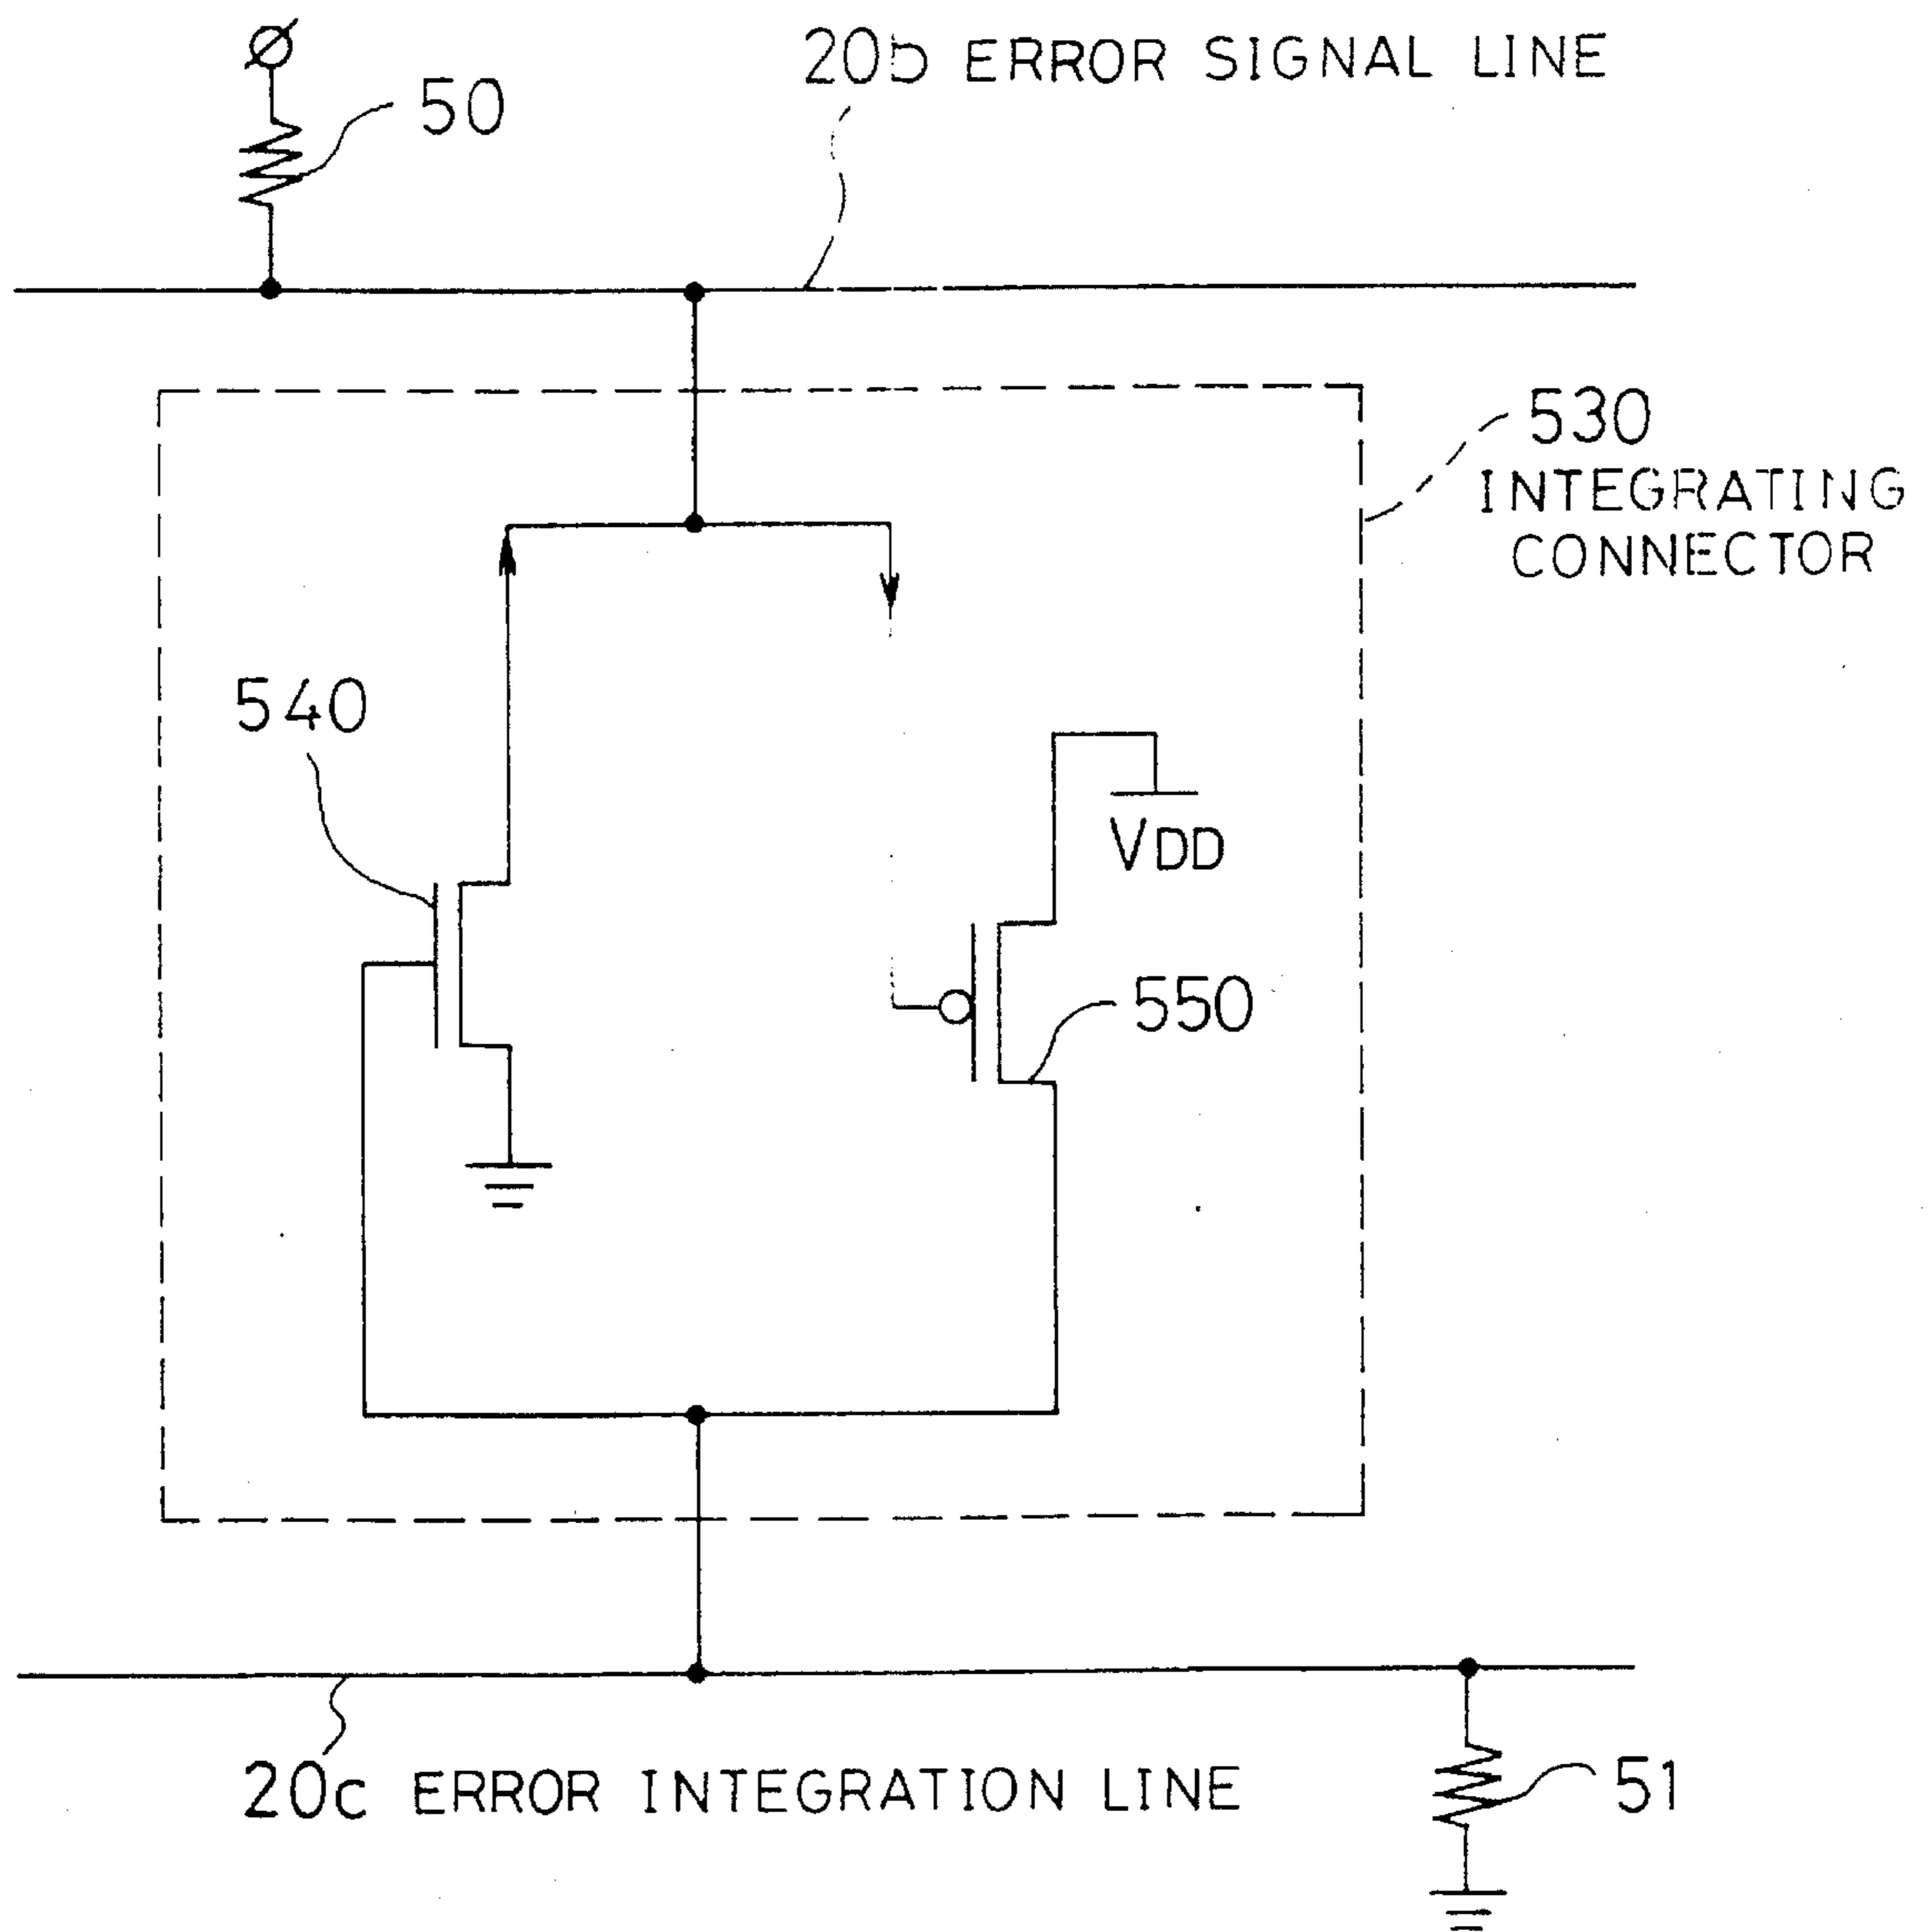 20b ERROR SIGNAL LINE
50
530
INTEGRATING
CONNECTOR
540
VDD
550
20c ERROR INTEGRATION LINE
51